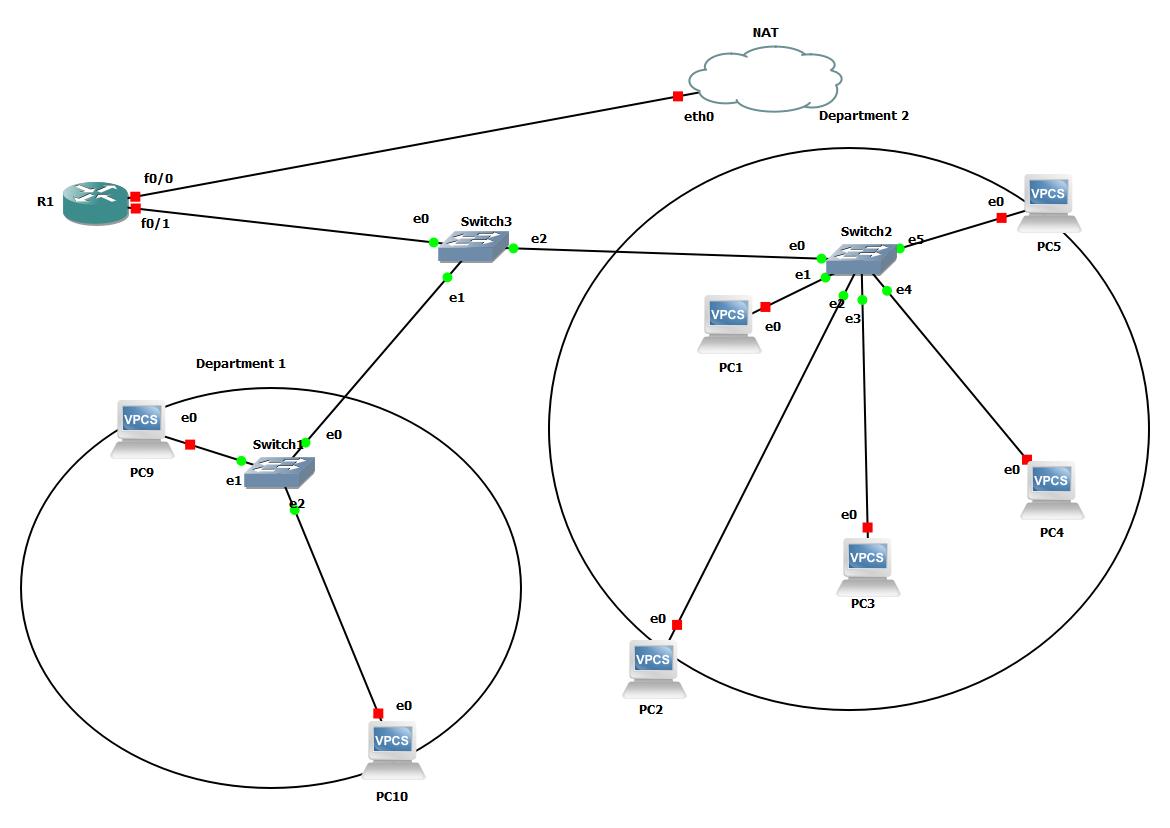 NAT
eth0
Department 2
f0/0
R1
f0/1
e0
Switch3
e2
e1
VPCS
e0
PC5
Switch2
e5
e0
e1
e2
e3
e4
VPCS
e0
PC1
Department 1
VPCS
e0
PC9
Switch1
e0
e1
e2
e0
VPCS
PC4
e0
VPCS
PC3
e0
VPCS
PC2
e0
VPCS
PC10